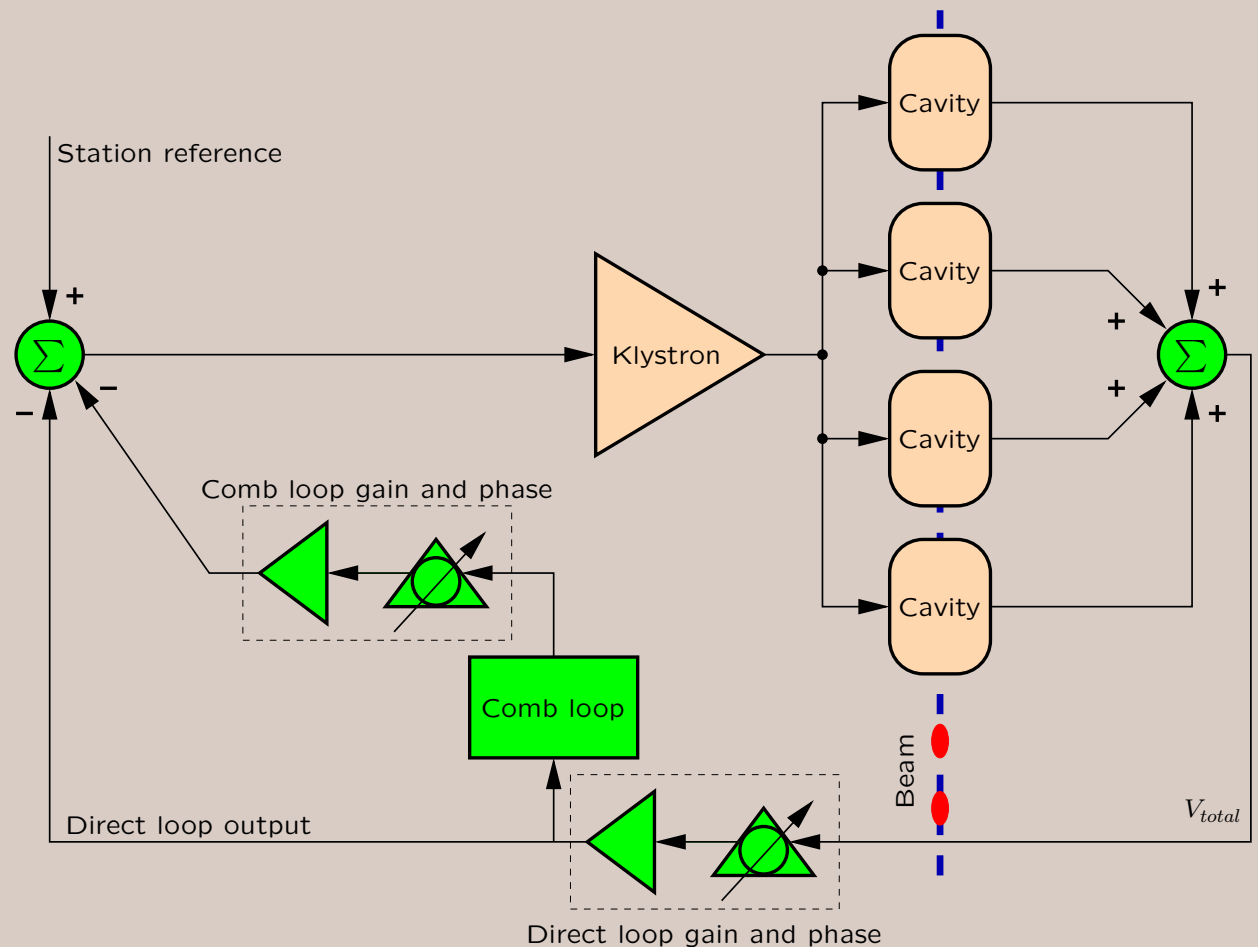 Cavity
Station reference
+
+
Cavity
+
+
Σ
Klystron
Σ
−
−
+
+
Cavity
Comb loop gain and phase
Cavity
Comb loop
Beam
V_total
Direct loop output
Direct loop gain and phase